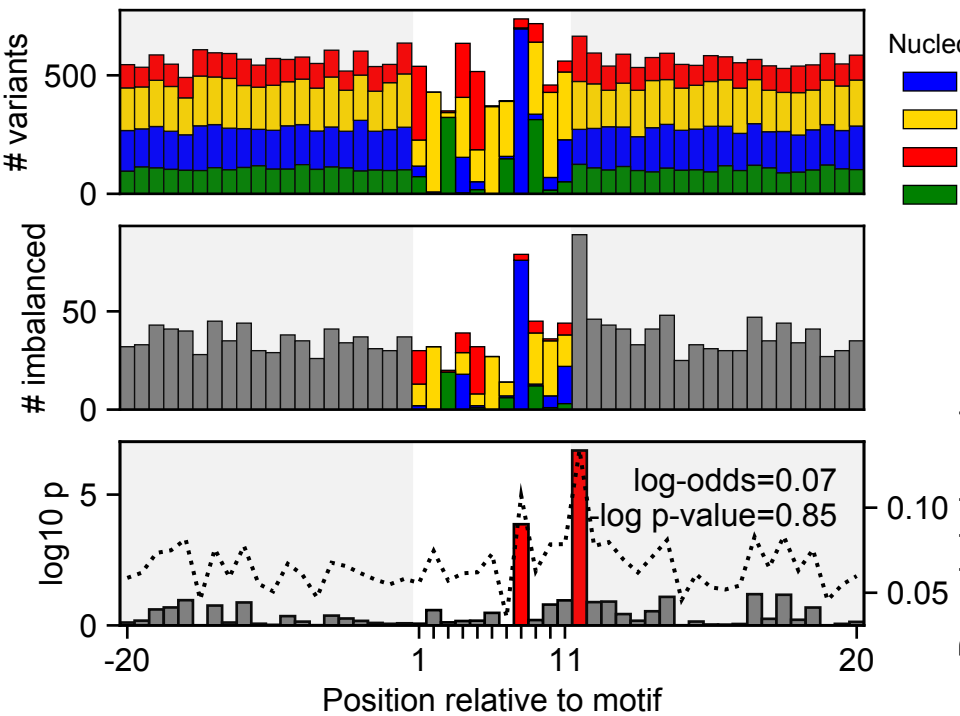 # variants
500
0
Nucleo
# imbalanced
50
0
log10 p
5
0
log-odds=0.07
-log p-value=0.85
0.10
0.05
-20
1
11
20
Position relative to motif